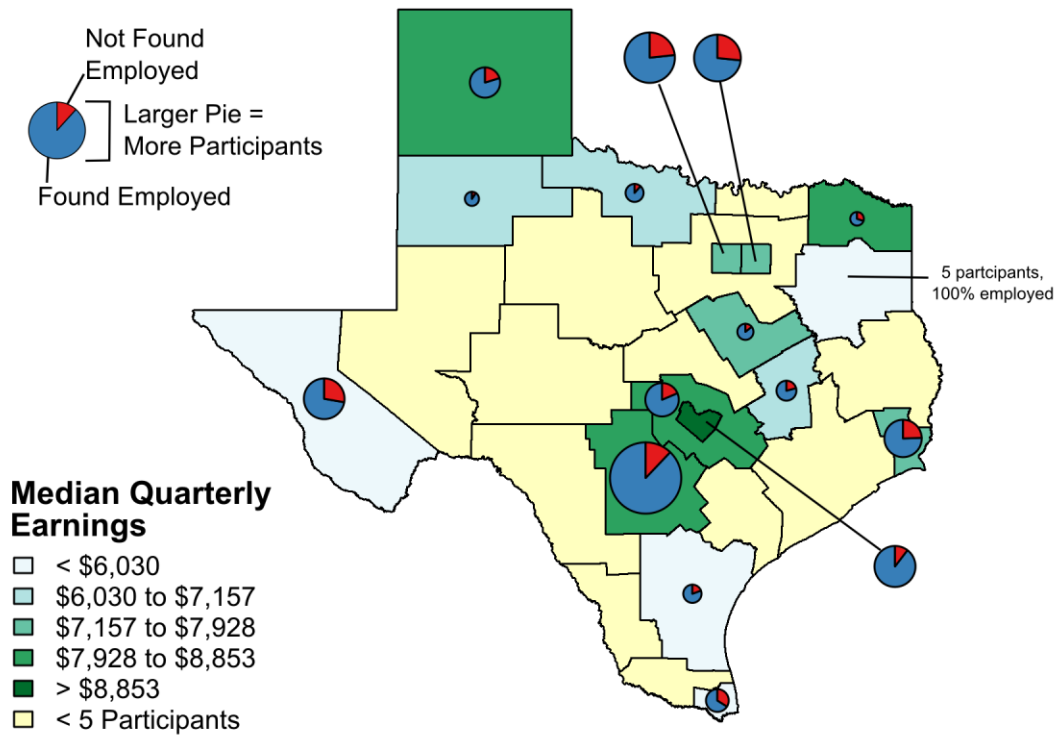 Not Found
Employed
Larger Pie =
More Participants
Found Employed
5 partcipants,
100% employed
Median Quarterly
Earnings
< $6,030
$6,030 to $7,157
$7,157 to $7,928
$7,928 to $8,853
> $8,853
< 5 Participants